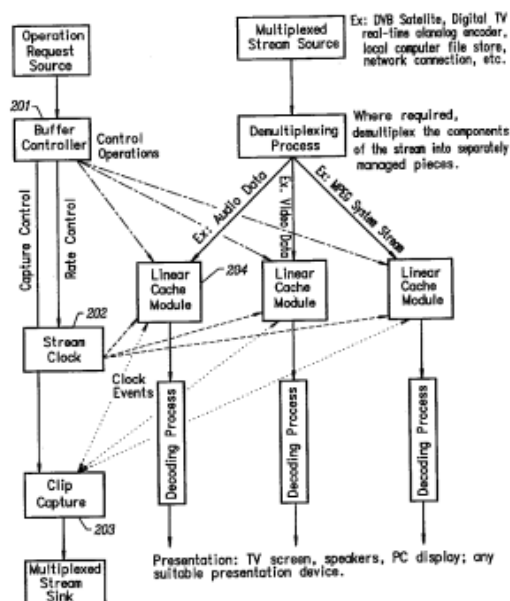 Operation
Request
Source
Multiplexed
Stream Source
Ex: DVB Satelite, Digital TV
real-time alanalog encoder,
local computer file store,
network connection, etc.
201
Buffer
Controller
Control
Operations
Demultiplexing
Process
Where required,
demultiplex the components
of the stream into separately
managed pieces.
Capture Control
Rate Control
Ex: Audio Data
Ex: Video/Data
Ex: MPEG System Stream
Linear
Cache
Module
204
Linear
Cache
Module
Linear
Cache
Module
202
Stream
Clock
Clock
Events
Decoding Process
Decoding Process
Decoding Process
Clip
Capture
203
Multiplexed
Stream
Sink
Presentation: TV screen, speakers, PC display; any
suitable presentation device.